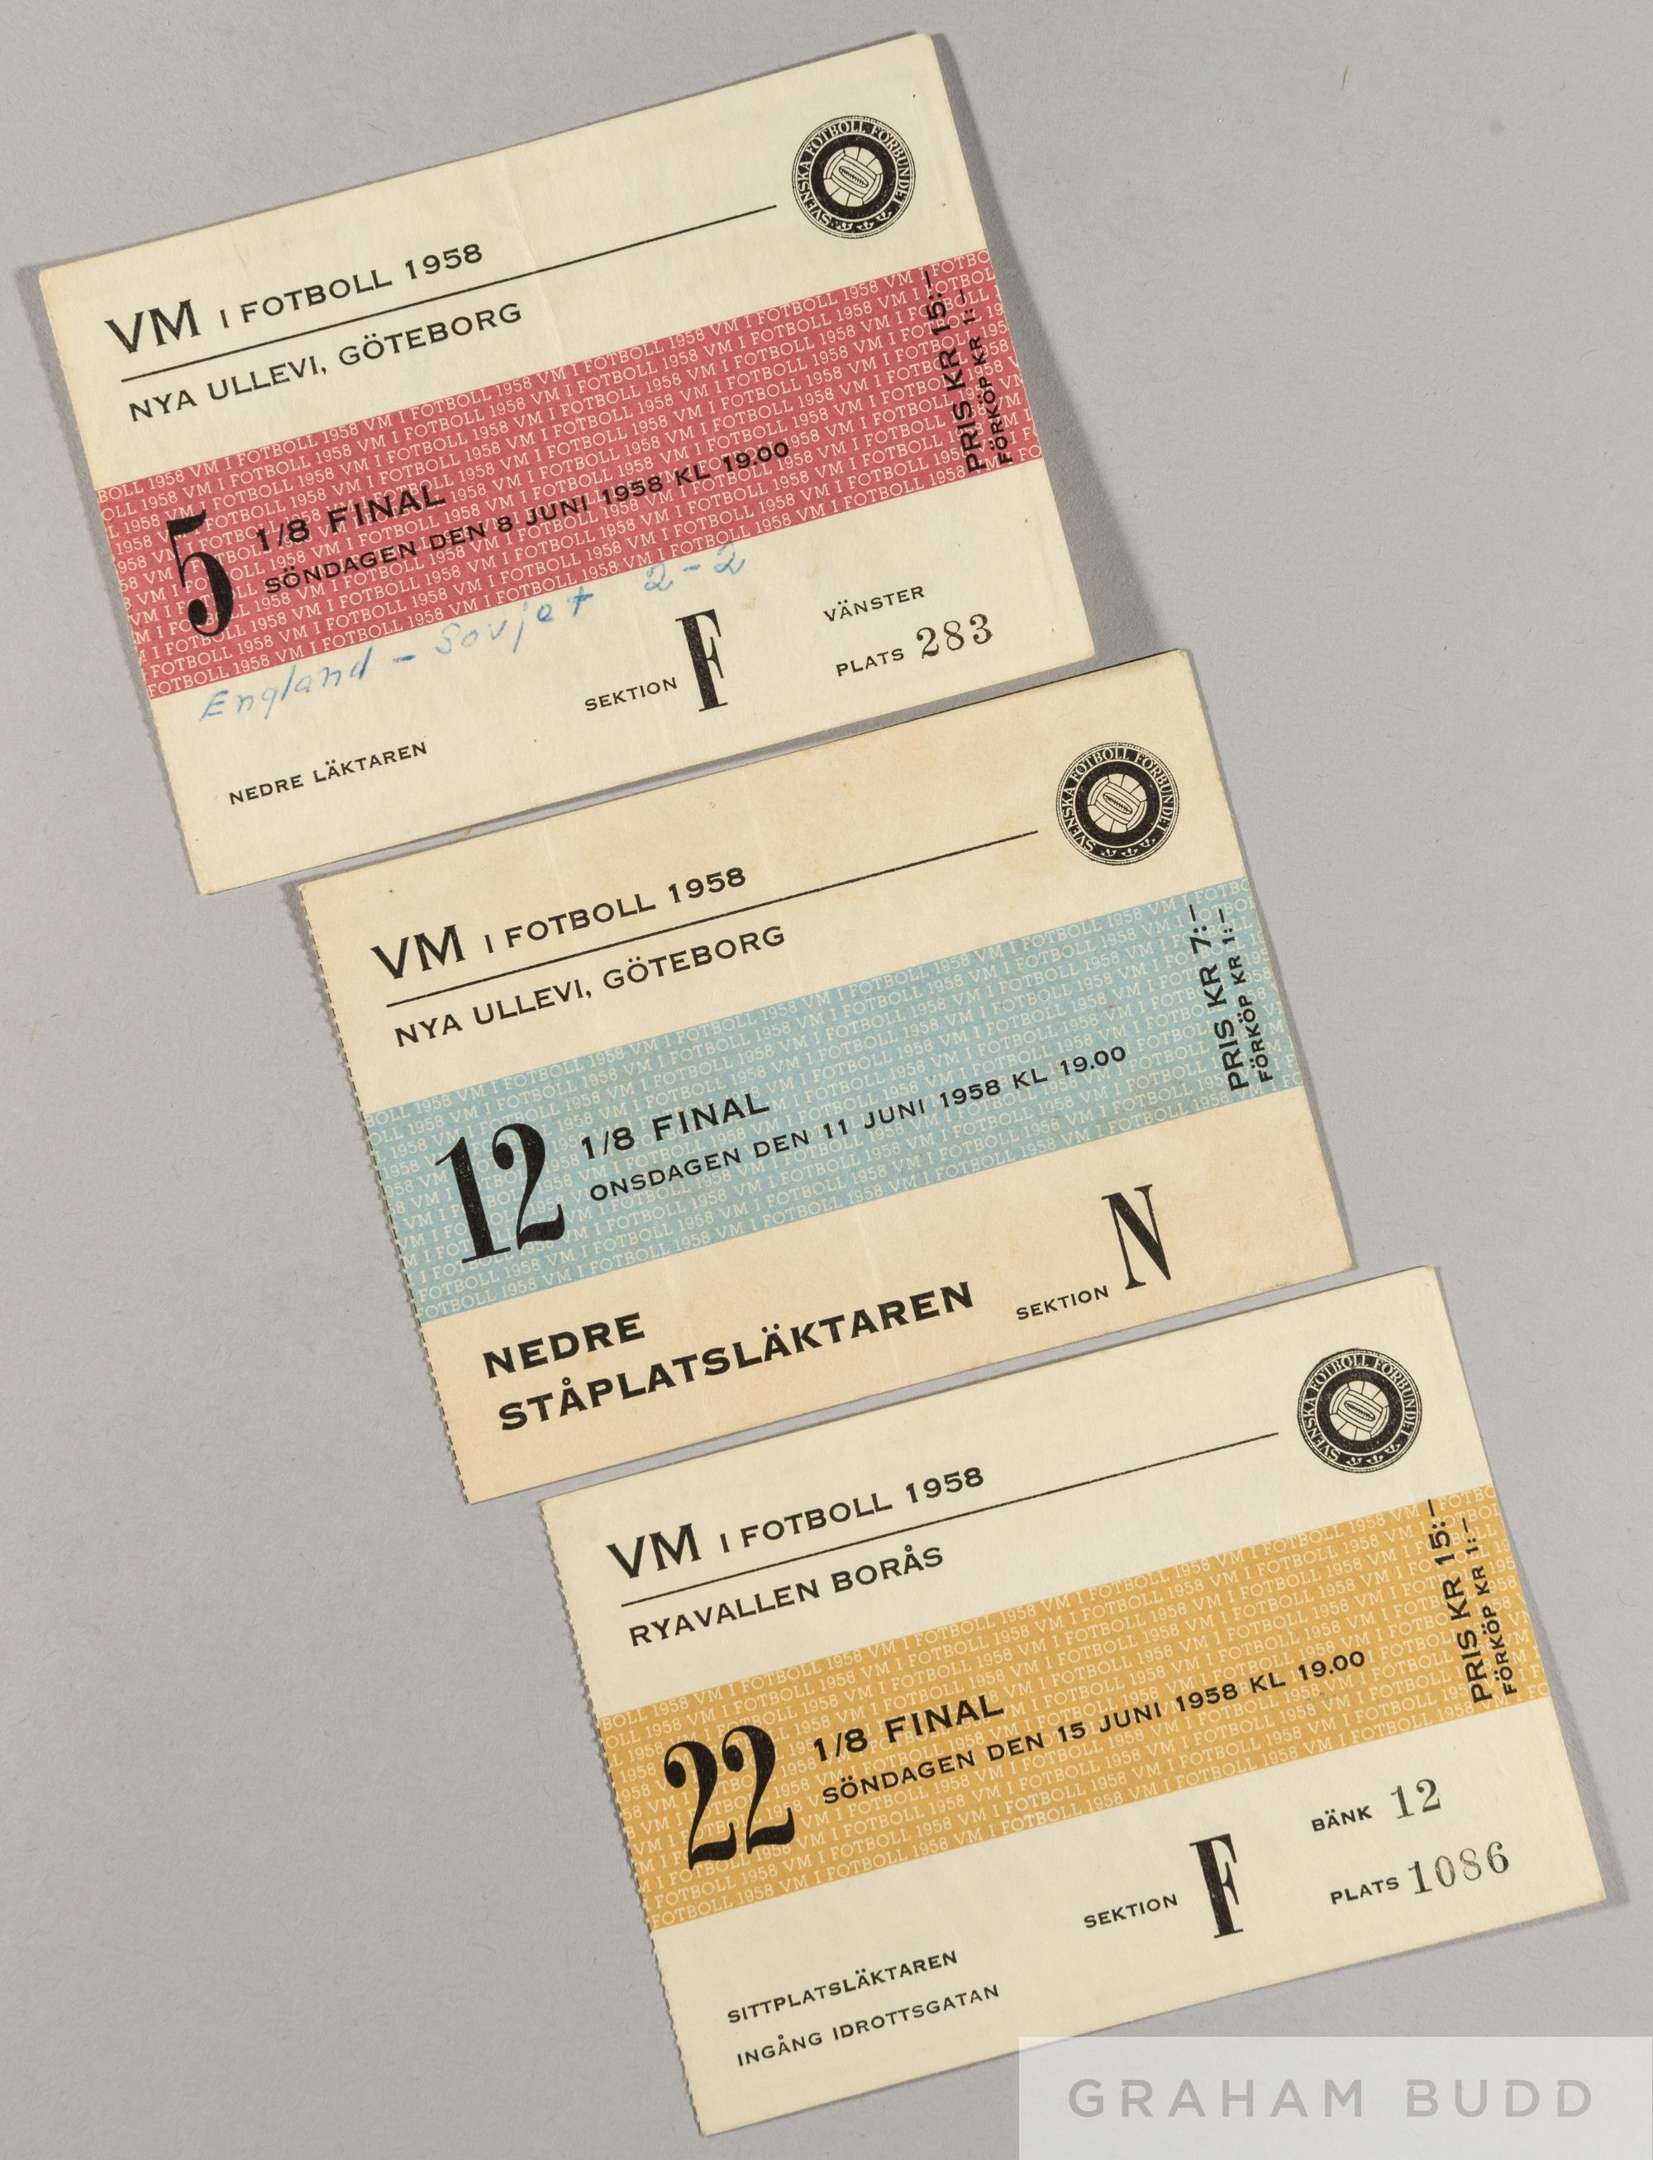 VM I FOTBOLL 1958
SVENSKA FOTBOLL FÖRBUNDET
NYA ULLEVI, GÖTEBORG
5 1/8 FINAL
SÖNDAGEN DEN 8 JUNI 1958 KL 19.00
PRIS KR 15:-
FÖRKÖP KR 1:-
England - Sovjet 2-2
NEDRE LÄKTAREN
SEKTION F
VÄNSTER
PLATS 283
VM I FOTBOLL 1958
SVENSKA FOTBOLL FÖRBUNDET
NYA ULLEVI, GÖTEBORG
12 1/8 FINAL
ONSDAGEN DEN 11 JUNI 1958 KL 19.00
PRIS KR 7:-
FÖRKÖP KR 1:-
NEDRE
STÅPLATSLÄKTAREN
SEKTION N
VM I FOTBOLL 1958
SVENSKA FOTBOLL FÖRBUNDET
RYAVALLEN BORÅS
22 1/8 FINAL
SÖNDAGEN DEN 15 JUNI 1958 KL 19.00
PRIS KR 15:-
FÖRKÖP KR 1:-
SEKTION F
BÄNK 12
PLATS 1086
SITTPLATSLÄKTAREN
INGÅNG IDROTTSGATAN
GRAHAM BUDD